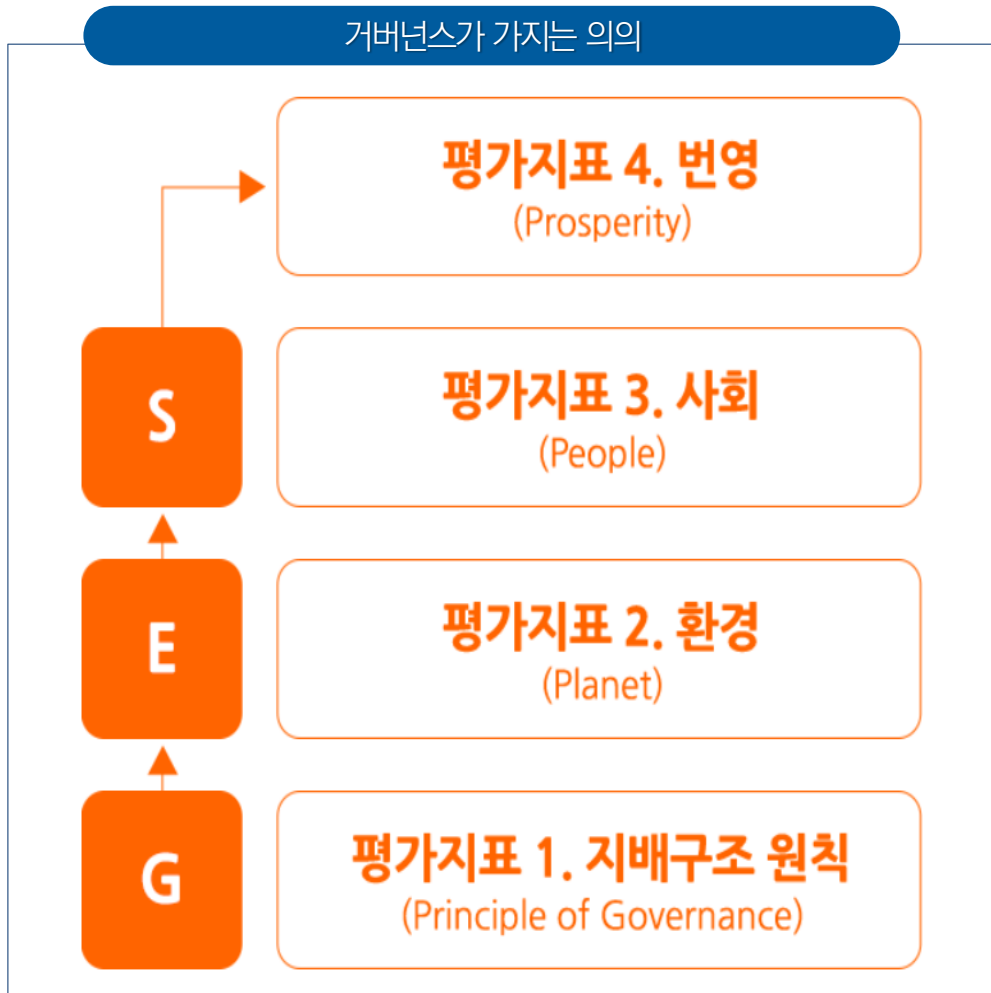 거버넌스가 가지는 의의
평가지표 4. 번영
(Prosperity)
S
평가지표 3. 사회
(People)
E
평가지표 2. 환경
(Planet)
G
평가지표 1. 지배구조 원칙
(Principle of Governance)